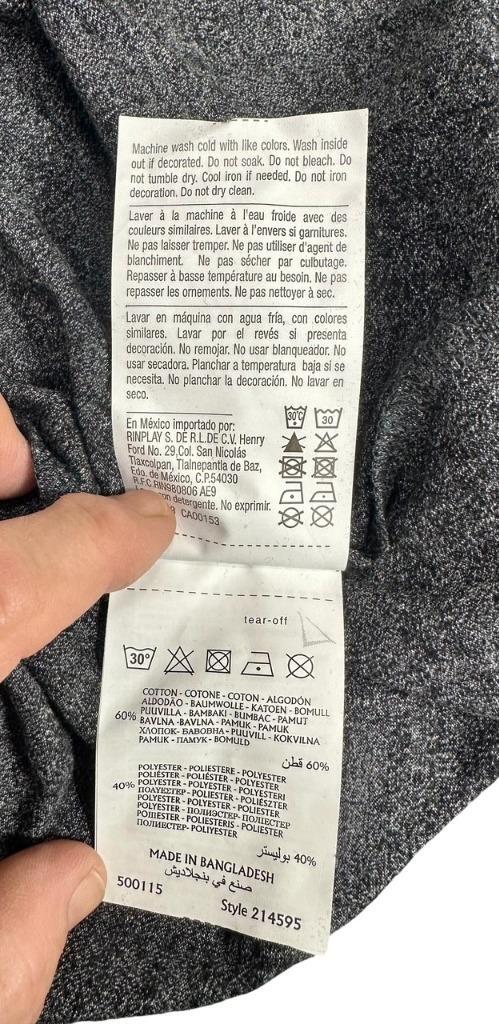 Machine wash cold with like colors. Wash inside
out if decorated. Do not soak. Do not bleach. Do
not tumble dry. Cool iron if needed. Do not iron
decoration. Do not dry clean.
Laver à la machine à l'eau froide avec des
couleurs similaires. Laver à l'envers si garnitures.
Ne pas laisser tremper. Ne pas utiliser d'agent de
blanchiment. Ne pas sécher par culbutage.
Repasser à basse température au besoin. Ne pas
repasser les ornements. Ne pas nettoyer à sec.
Lavar en máquina con agua fría, con colores
similares. Lavar por el revés si presenta
decoración. No remojar. No usar blanqueador. No
usar secadora. Planchar a temperatura baja si se
necesita. No planchar la decoración. No lavar en
seco.
En México importado por:
RINPLAY S. DE R.L.DE C.V. Henry
Ford No. 29,Col. San Nicolás
Tlaxcolpan, Tlalnepantla de Baz,
Edo. de México, C.P.54030
R.F.C.RIN980806 AE9
detergente. No exprimir.
CA00153
30°C 30
tear-off
30°
COTTON - COTONE - COTON - ALGODÓN
ALGODÃO - BAUMWOLLE - KATOEN - BOMULL
60% PUUVILLA - BAMBAKI - BUMBAC - PAMUT
BAVLNA -BAVLNA - PAMUK - PAMUK
ХЛОПОК- БАВОВНА - PUUVILL - KOKVILNA
PAMUK - ПАМУК - BOMULD
60% قطن
POLYESTER - POLIESTERE - POLYESTER
POLIÉSTER - POLIÉSTER - POLYESTER
40% POLYESTER - POLYESTER - POLYESTERI
ΠΟΛΥΕΣΤΕΡ - POLIESTER - POLIÉSZTER
POLYESTER - POLYESTER - POLYESTER
POLYESTER - ПОЛИЭСТЕР- ПОЛІЕСТЕР
POLÜESTER - POLIESTERIS - POLIESTER
ПОЛИЕСТЕР- POLYESTER
40% بوليستر
MADE IN BANGLADESH
صنع في بنجلاديش
500115
Style 214595